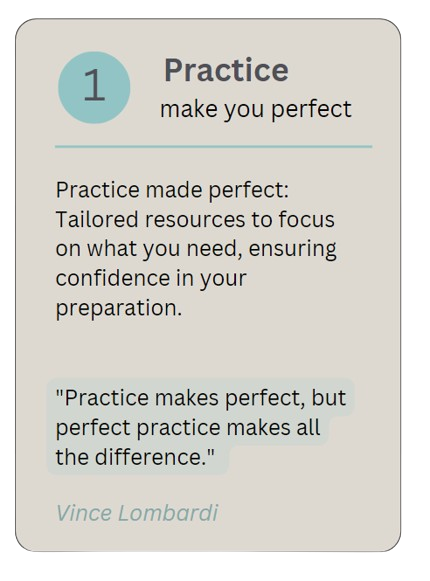 1
Practice
make you perfect
Practice made perfect:
Tailored resources to focus
on what you need, ensuring
confidence in your
preparation.
"Practice makes perfect, but
perfect practice makes all
the difference."
Vince Lombardi